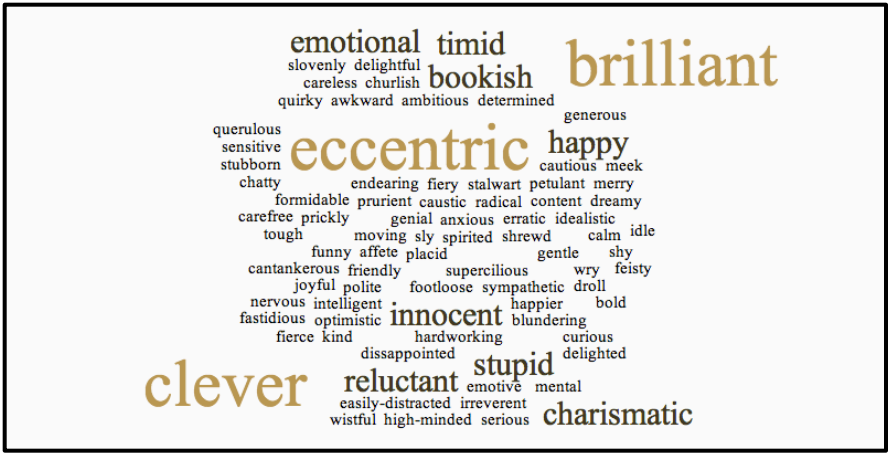 emotional timid brilliant
slovenly delightful
careless churlish bookish
quirky awkward ambitious determined
generous
querulous
sensitive eccentric happy
stubborn cautious meek
chatty endearing fiery stalwart petulant merry
formidable prurient caustic radical content dreamy
carefree prickly genial anxious erratic idealistic
tough moving sly spirited shrewd calm idle
funny affete placid gentle shy
cantankerous friendly supercilious wry feisty
joyful polite footloose sympathetic droll
nervous intelligent happier bold
fastidious optimistic innocent blundering
fierce kind hardworking curious
dissappointed delighted
clever reluctant stupid
emotive mental
easily-distracted irreverent
wistful high-minded serious charismatic